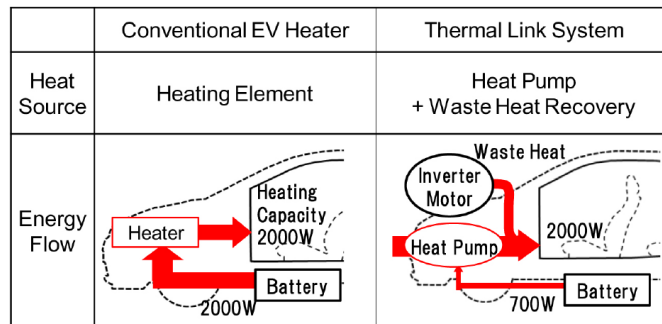 Conventional EV Heater
Thermal Link System
Heat
Source
Heating Element
Heat Pump
+ Waste Heat Recovery
Energy
Flow
Heating
Capacity
2000W
Heater
Battery
2000W
Waste Heat
Inverter
Motor
2000W
Heat Pump
Battery
700W